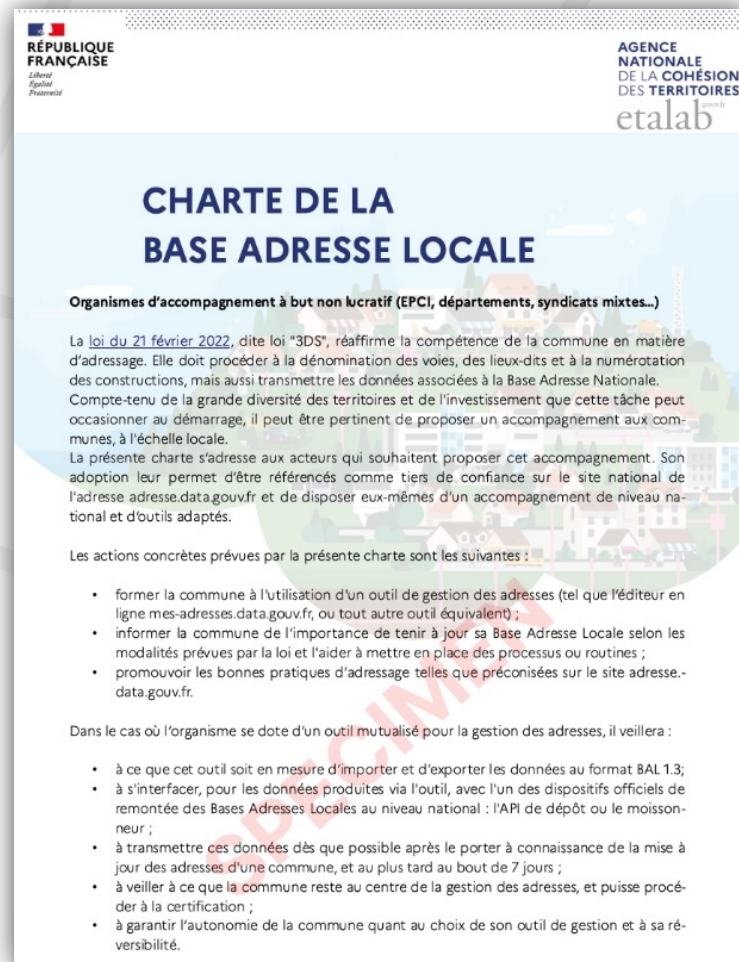 RÉPUBLIQUE
FRANÇAISE
Liberté
Égalité
Fraternité
AGENCE
NATIONALE
DE LA COHÉSION
DES TERRITOIRES
etalab
gouv.fr
CHARTE DE LA
BASE ADRESSE LOCALE
Organismes d'accompagnement à but non lucratif (EPCI, départements, syndicats mixtes…)
La loi du 21 février 2022, dite loi "3DS", réaffirme la compétence de la commune en matière
d'adressage. Elle doit procéder à la dénomination des voies, des lieux-dits et à la numérotation
des constructions, mais aussi transmettre les données associées à la Base Adresse Nationale.
Compte-tenu de la grande diversité des territoires et de l'investissement que cette tâche peut
occasionner au démarrage, il peut être pertinent de proposer un accompagnement aux com-
munes, à l'échelle locale.
La présente charte s'adresse aux acteurs qui souhaitent proposer cet accompagnement. Son
adoption leur permet d'être référencés comme tiers de confiance sur le site national de
l'adresse adresse.data.gouv.fr et de disposer eux-mêmes d'un accompagnement de niveau na-
tional et d'outils adaptés.
Les actions concrètes prévues par la présente charte sont les suivantes :
• former la commune à l'utilisation d'un outil de gestion des adresses (tel que l'éditeur en
ligne mes-adresses.data.gouv.fr, ou tout autre outil équivalent) ;
• informer la commune de l'importance de tenir à jour sa Base Adresse Locale selon les
modalités prévues par la loi et l'aider à mettre en place des processus ou routines ;
• promouvoir les bonnes pratiques d'adressage telles que préconisées sur le site adresse.-
data.gouv.fr.
Dans le cas où l'organisme se dote d'un outil mutualisé pour la gestion des adresses, il veillera :
• à ce que cet outil soit en mesure d'importer et d'exporter les données au format BAL 1.3;
• à s'interfacer, pour les données produites via l'outil, avec l'un des dispositifs officiels de
remontée des Bases Adresses Locales au niveau national : l'API de dépôt ou le moisson-
neur ;
• à transmettre ces données dès que possible après le porter à connaissance de la mise à
jour des adresses d'une commune, et au plus tard au bout de 7 jours ;
• à veiller à ce que la commune reste au centre de la gestion des adresses, et puisse procé-
der à la certification ;
• à garantir l'autonomie de la commune quant au choix de son outil de gestion et à sa ré-
versibilité.
SPECIMEN